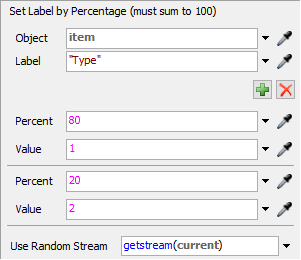 Set Label by Percentage (must sum to 100)
Object item
Label "Type"
Percent 80
Value 1
Percent 20
Value 2
Use Random Stream getstream(current)